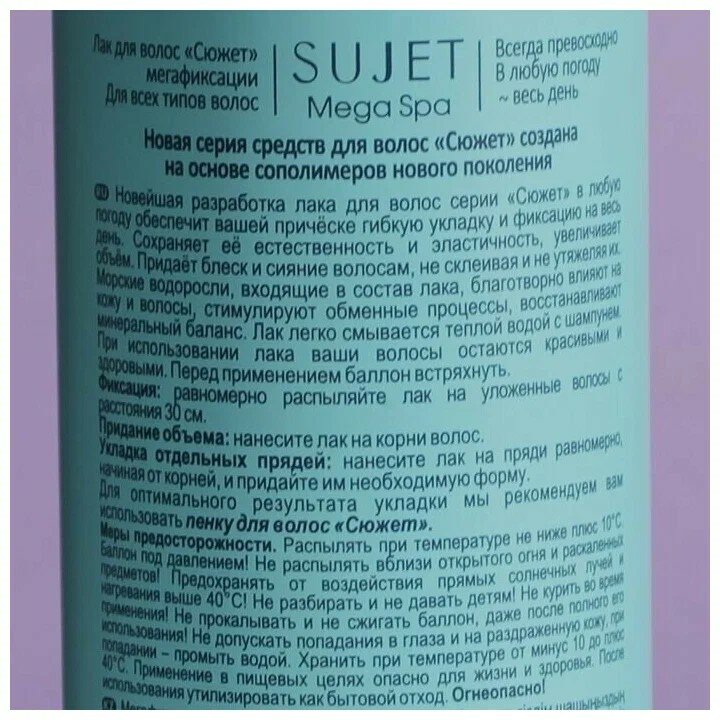 Лак для волос «Сюжет»
мегафиксации
Для всех типов волос
SUJET
Mega Spa
Всегда превосходно
В любую погоду
~ весь день
Новая серия средств для волос «Сюжет» создана
на основе сополимеров нового поколения
RU Новейшая разработка лака для волос серии «Сюжет» в любую
погоду обеспечит вашей причёске гибкую укладку и фиксацию на весь
день. Сохраняет её естественность и эластичность, увеличивает
объём. Придаёт блеск и сияние волосам, не склеивая и не утяжеляя их.
Морские водоросли, входящие в состав лака, благотворно влияют на
кожу и волосы, стимулируют обменные процессы, восстанавливают
минеральный баланс. Лак легко смывается теплой водой с шампунем.
При использовании лака ваши волосы остаются красивыми и
здоровыми. Перед применением баллон встряхнуть.
Фиксация: равномерно распыляйте лак на уложенные волосы с
расстояния 30 см.
Придание объема: нанесите лак на корни волос.
Укладка отдельных прядей: нанесите лак на пряди равномерно,
начиная от корней, и придайте им необходимую форму.
Для оптимального результата укладки мы рекомендуем вам
использовать пенку для волос «Сюжет».
Меры предосторожности. Распылять при температуре не ниже плюс 10°С.
Баллон под давлением! Не распылять вблизи открытого огня и раскаленных
предметов! Предохранять от воздействия прямых солнечных лучей и
нагревания выше 40°С! Не разбирать и не давать детям! Не курить во время
применения! Не прокалывать и не сжигать баллон, даже после полного его
использования! Не допускать попадания в глаза и на раздраженную кожу, при
попадании – промыть водой. Хранить при температуре от минус 10 до плюс
40°С. Применение в пищевых целях опасно для жизни и здоровья. После
использования утилизировать как бытовой отход. Огнеопасно!